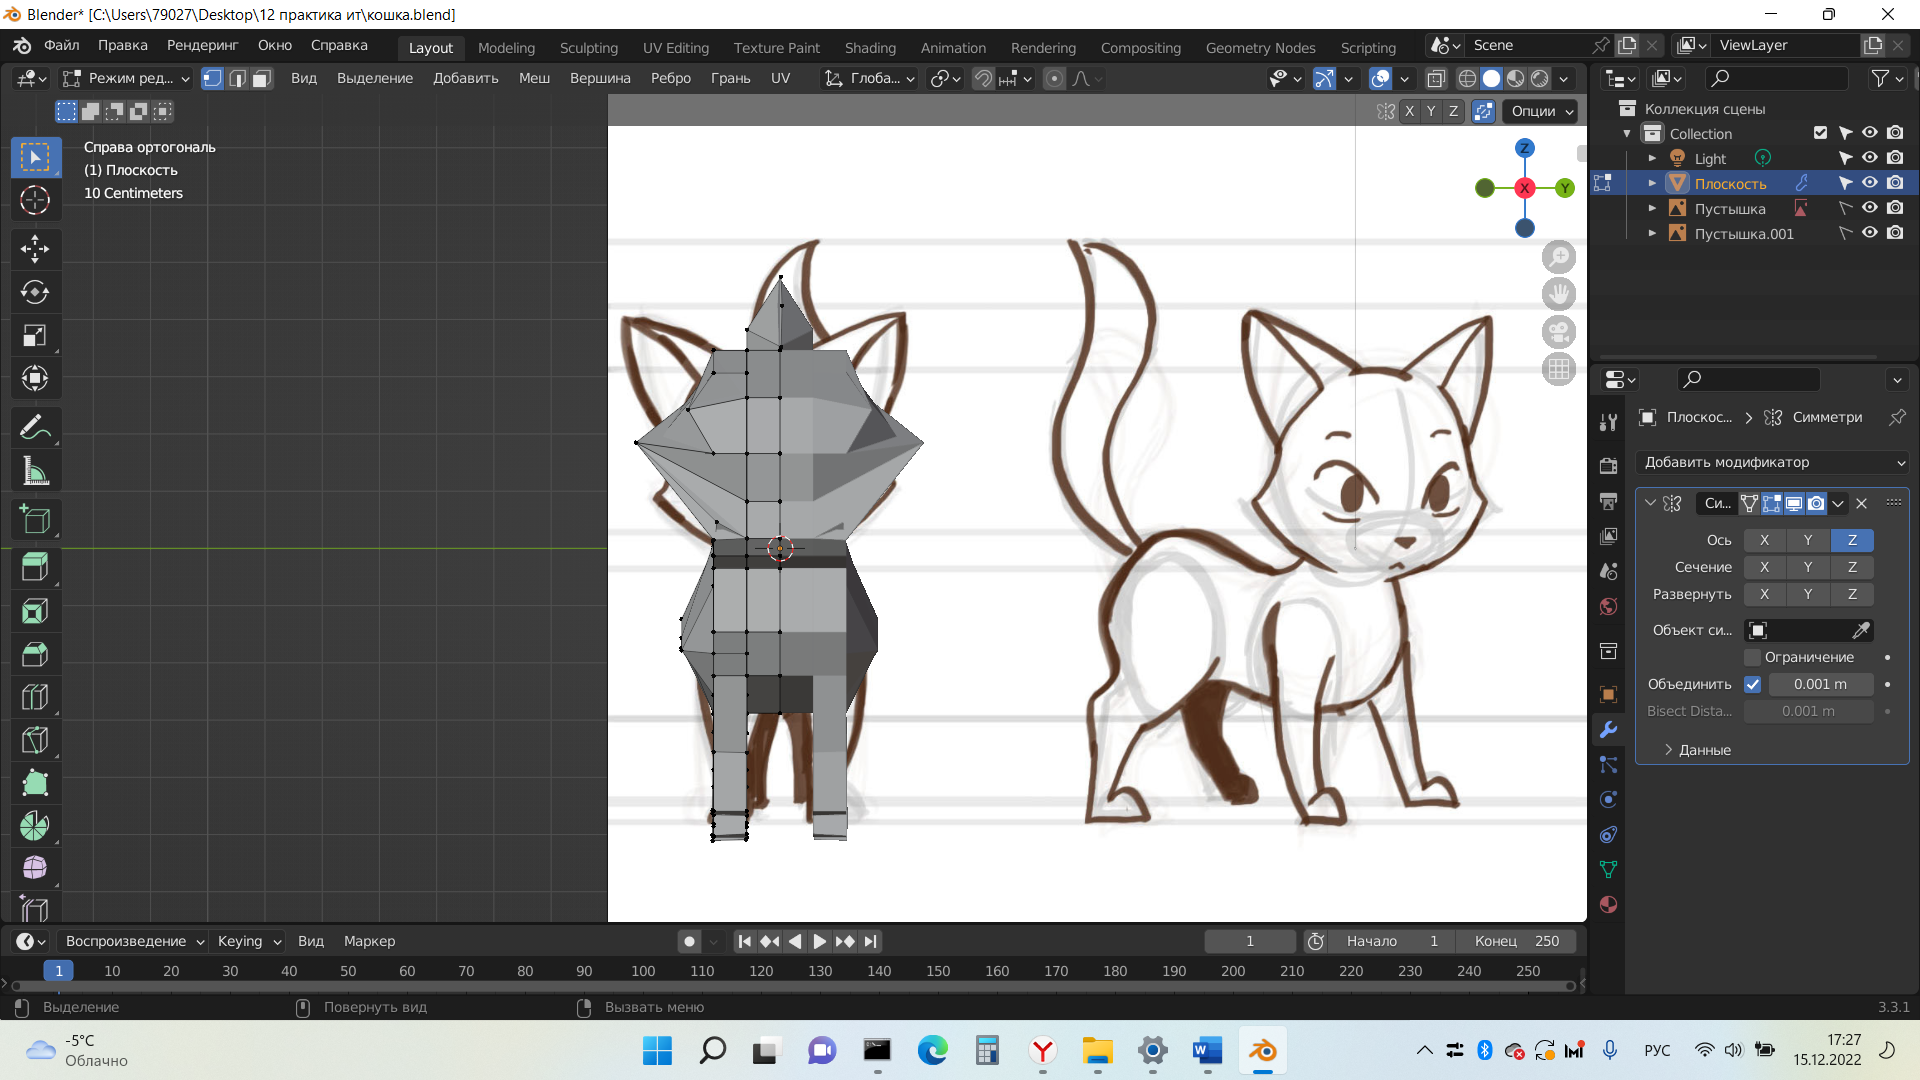 Blender* [C:\Users\79027\Desktop\12 практика ит\кошка.blend]
Файл Правка Рендеринг Окно Справка Layout Modeling Sculpting UV Editing Texture Paint Shading Animation Rendering Compositing Geometry Nodes Scripting Scene ViewLayer
Режим ред... Вид Выделение Добавить Меш Вершина Ребро Грань UV Глоба...
X Y Z Опции
Справа ортогональ
(1) Плоскость
10 Centimeters
Z
X
Y
Коллекция сцены
Collection
Light
Плоскость
Пустышка
Пустышка.001
Плоскос... Симметри
Добавить модификатор
Си...
Ось X Y Z
Сечение X Y Z
Развернуть X Y Z
Объект си...
Ограничение
Объединить 0.001 m
Bisect Dista... 0.001 m
Данные
Воспроизведение Keying Вид Маркер 1 Начало 1 Конец 250
1 10 20 30 40 50 60 70 80 90 100 110 120 130 140 150 160 170 180 190 200 210 220 230 240 250
Выделение Повернуть вид Вызвать меню 3.3.1
-5°C
Облачно
РУС
17:27
15.12.2022